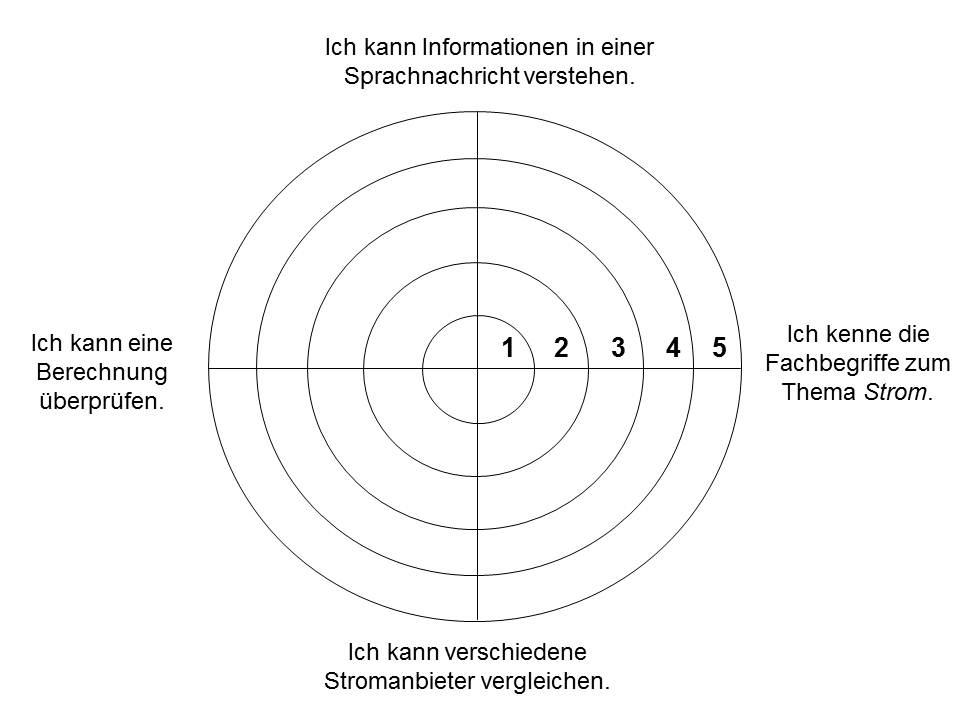 Ich kann Informationen in einer
Sprachnachricht verstehen.
Ich kann eine
Berechnung
überprüfen.
1 2 3 4 5
Ich kenne die
Fachbegriffe zum
Thema Strom.
Ich kann verschiedene
Stromanbieter vergleichen.